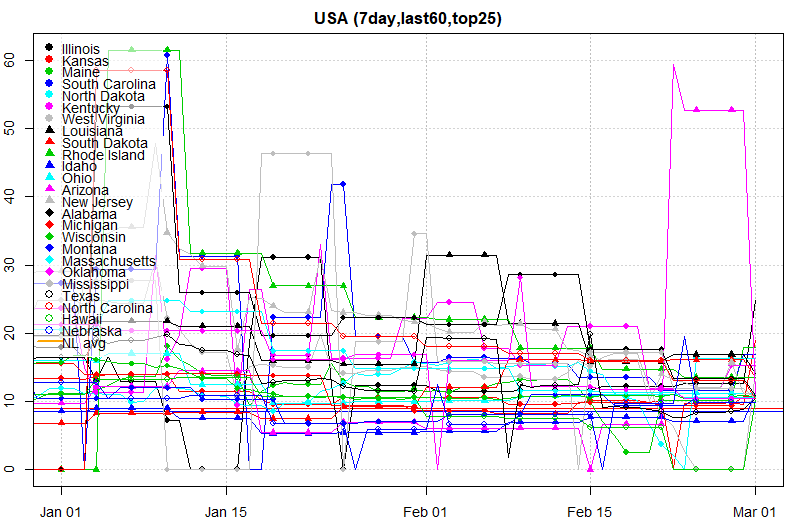 USA (7day,last60,top25)
60
50
40
30
20
10
0
Illinois
Kansas
Maine
South Carolina
North Dakota
Kentucky
West Virginia
Louisiana
South Dakota
Rhode Island
Idaho
Ohio
Arizona
New Jersey
Alabama
Michigan
Wisconsin
Montana
Massachusetts
Oklahoma
Mississippi
Texas
North Carolina
Hawaii
Nebraska
NL avg
Jan 01
Jan 15
Feb 01
Feb 15
Mar 01